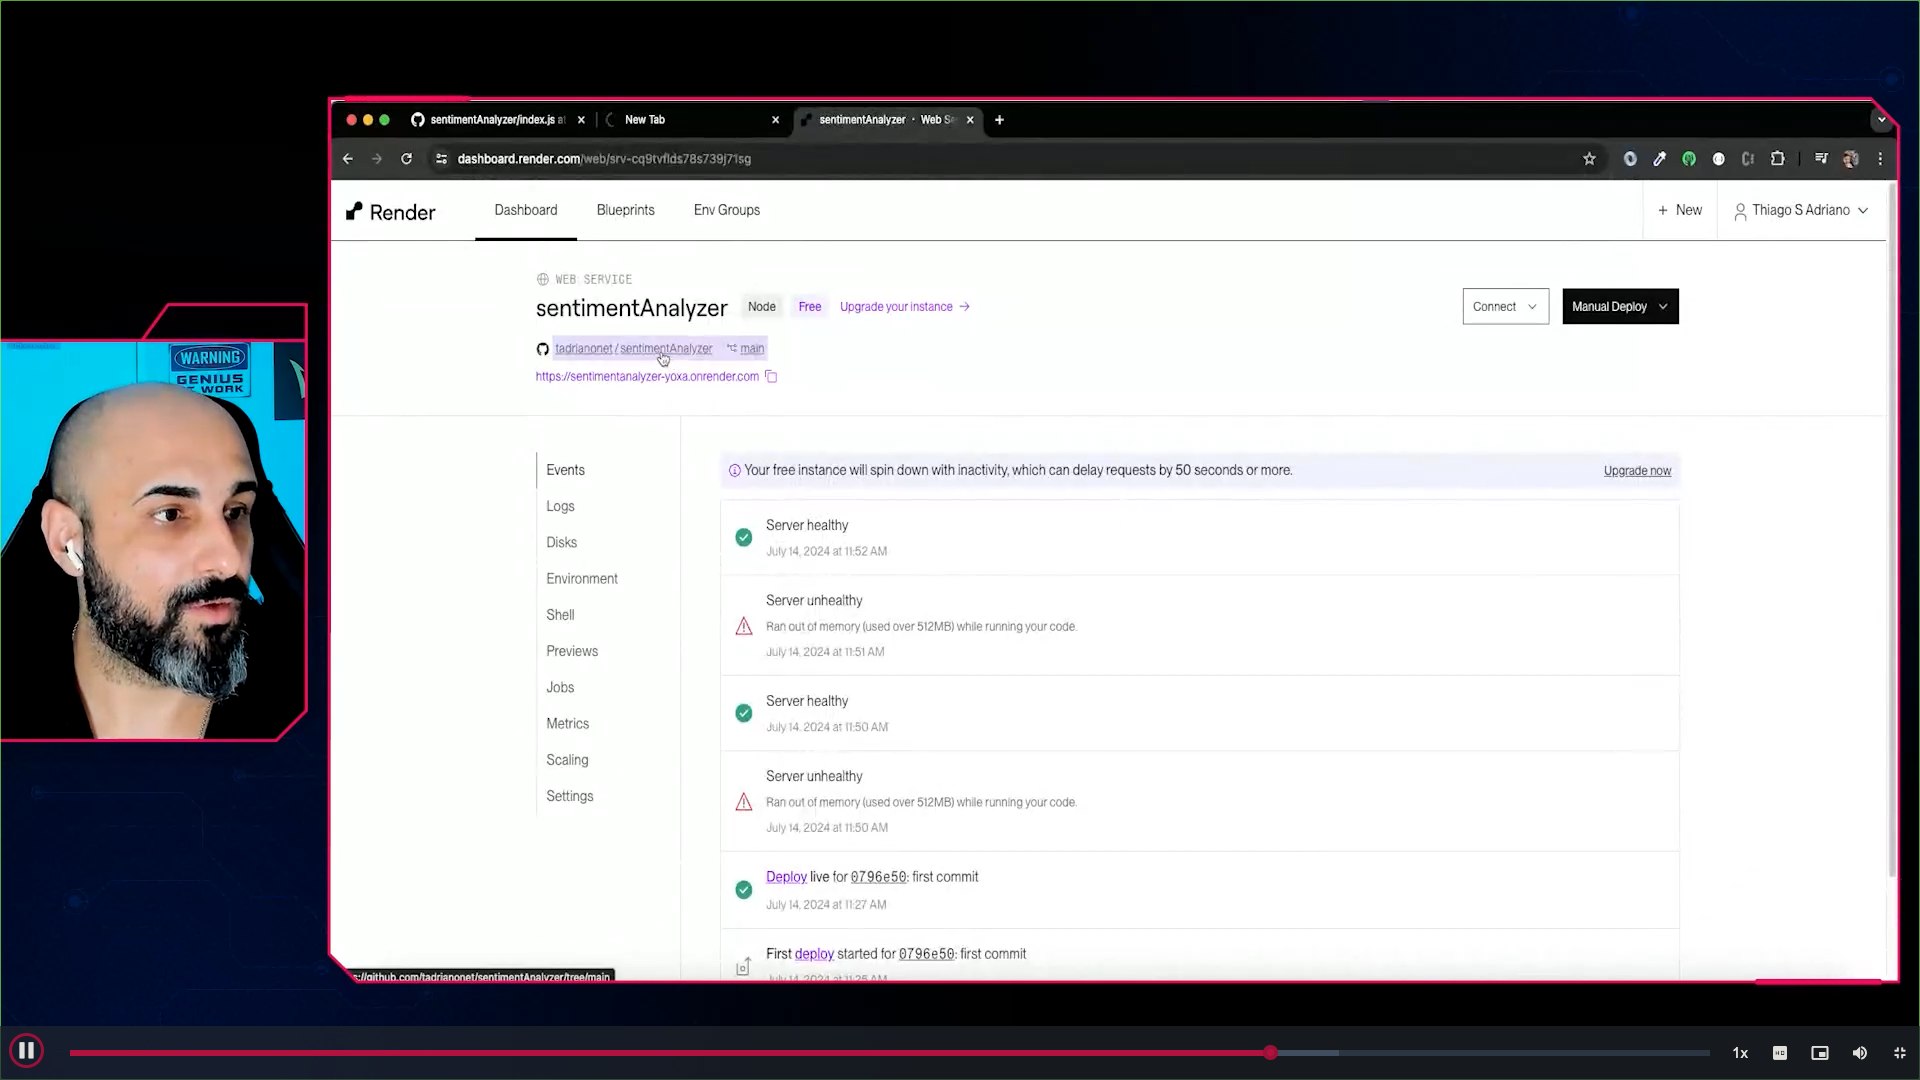 sentimentAnalyzer/index.js at
New Tab
sentimentAnalyzer · Web Se
dashboard.render.com/web/srv-cq9tvflds78s739j71sg
Render
Dashboard
Blueprints
Env Groups
+ New
Thiago S Adriano
WEB SERVICE
sentimentAnalyzer
Node
Free
Upgrade your instance →
Connect
Manual Deploy
tadrianonet / sentimentAnalyzer
main
https://sentimentanalyzer-yoxa.onrender.com
WARNING
GENIUS
AT WORK
Events
Logs
Disks
Environment
Shell
Previews
Jobs
Metrics
Scaling
Settings
Your free instance will spin down with inactivity, which can delay requests by 50 seconds or more.
Upgrade now
Server healthy
July 14, 2024 at 11:52 AM
Server unhealthy
Ran out of memory (used over 512MB) while running your code.
July 14, 2024 at 11:51 AM
Server healthy
July 14, 2024 at 11:50 AM
Server unhealthy
Ran out of memory (used over 512MB) while running your code.
July 14, 2024 at 11:50 AM
Deploy live for 0796e50: first commit
July 14, 2024 at 11:27 AM
First deploy started for 0796e50: first commit
July 14, 2024 at 11:25 AM
s://github.com/tadrianonet/sentimentAnalyzer/tree/main
1x